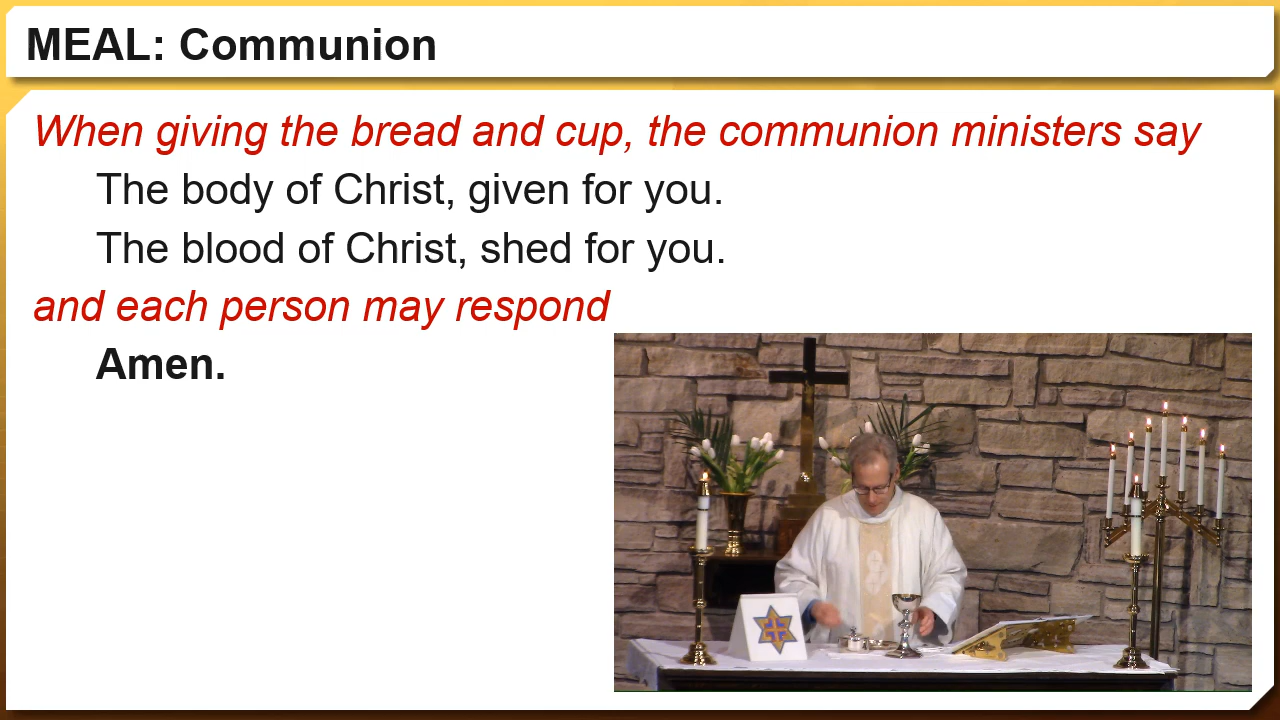 MEAL: Communion
When giving the bread and cup, the communion ministers say
The body of Christ, given for you.
The blood of Christ, shed for you.
and each person may respond
Amen.